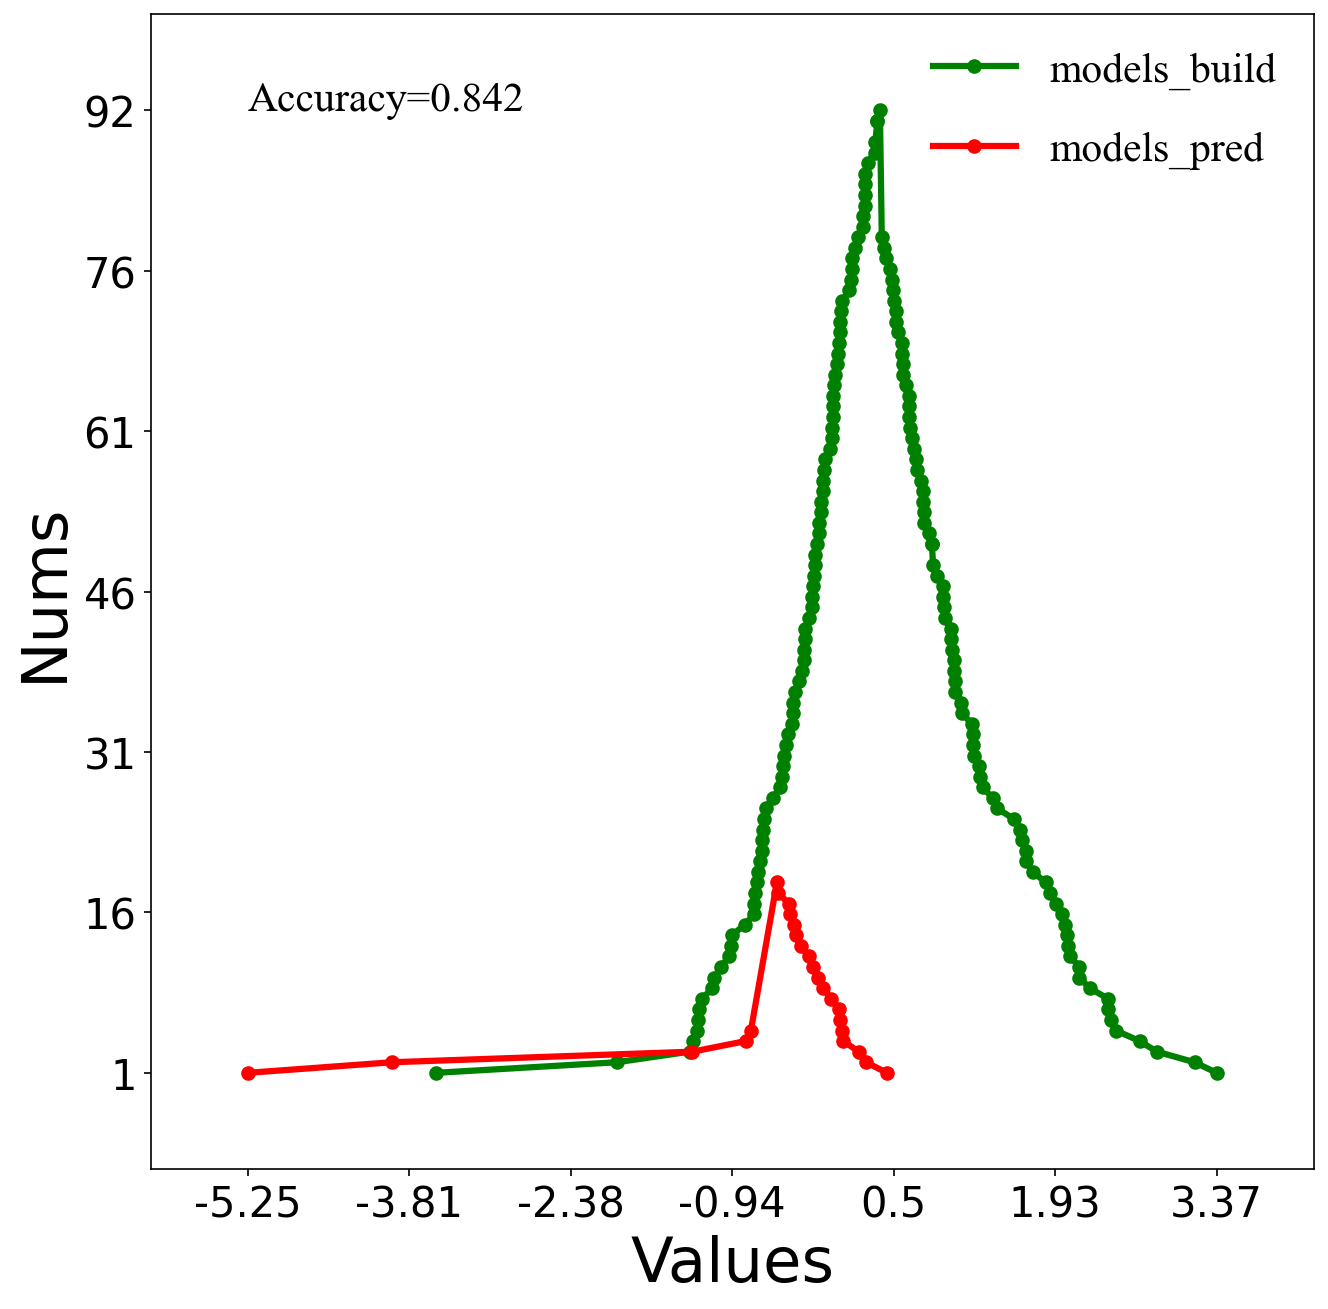 Accuracy=0.842
models_build
models_pred
Nums
92
76
61
46
31
16
1
-5.25 -3.81 -2.38 -0.94 0.5 1.93 3.37
Values